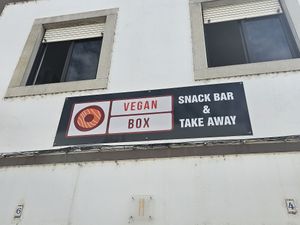 VEGAN
BOX
SNACK BAR
&
TAKE AWAY
6
4